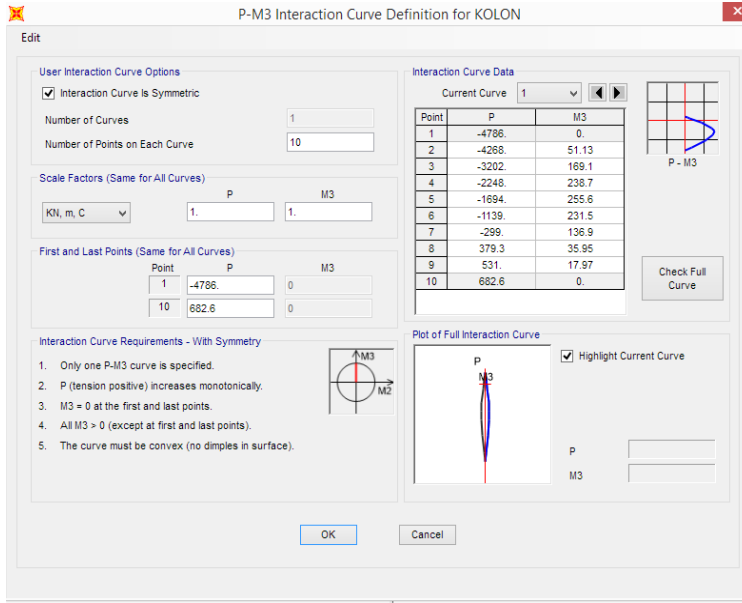 P-M3 Interaction Curve Definition for KOLON
Edit
User Interaction Curve Options
Interaction Curve Is Symmetric
Number of Curves 1
Number of Points on Each Curve 10
Scale Factors (Same for All Curves)
P M3
KN, m, C 1. 1.
First and Last Points (Same for All Curves)
Point P M3
1 -4786. 0
10 682.6 0
Interaction Curve Requirements - With Symmetry
1. Only one P-M3 curve is specified.
2. P (tension positive) increases monotonically.
3. M3 = 0 at the first and last points.
4. All M3 > 0 (except at first and last points).
5. The curve must be convex (no dimples in surface).
M3
M2
Interaction Curve Data
Current Curve 1
Point P M3
1 -4786. 0.
2 -4268. 51.13
3 -3202. 169.1
4 -2248. 238.7
5 -1694. 255.6
6 -1139. 231.5
7 -299. 136.9
8 379.3 35.95
9 531. 17.97
10 682.6 0.
P - M3
Check Full
Curve
Plot of Full Interaction Curve
P
M3
Highlight Current Curve
P
M3
OK Cancel